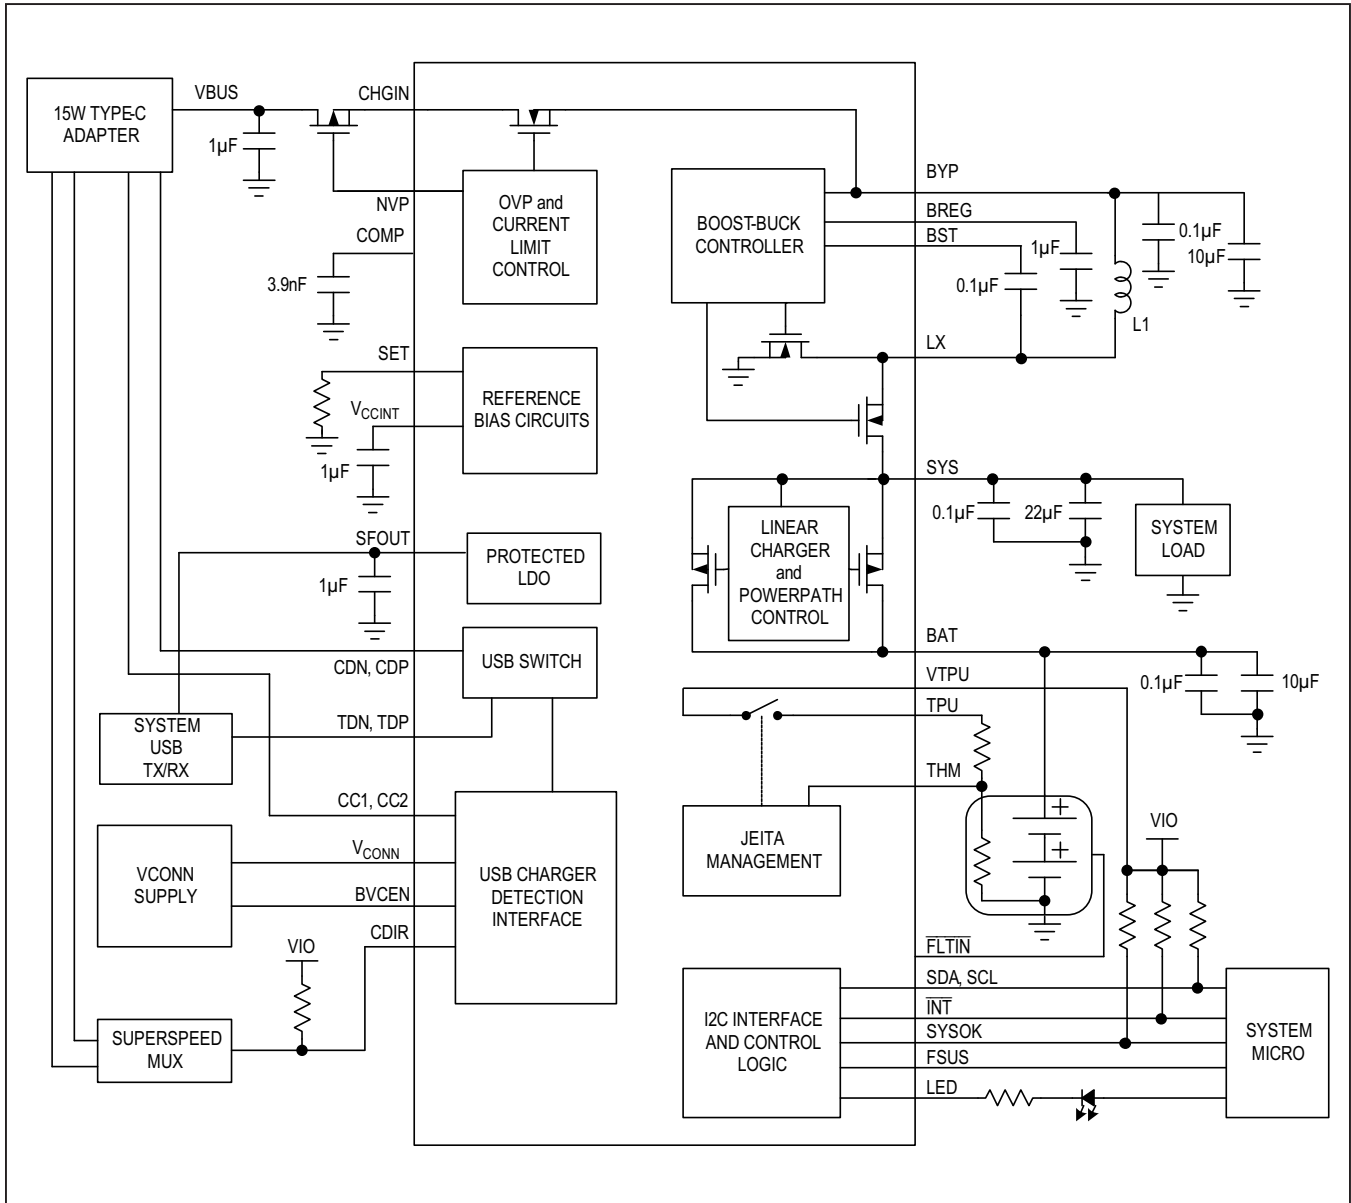 15W TYPE-C
ADAPTER
VBUS
1µF
CHGIN
NVP
COMP
3.9nF
OVP and
CURRENT
LIMIT
CONTROL
SET
VCCINT
1µF
REFERENCE
BIAS CIRCUITS
SFOUT
1µF
PROTECTED
LDO
USB SWITCH
CDN, CDP
TDN, TDP
SYSTEM
USB
TX/RX
CC1, CC2
VCONN
BVCEN
CDIR
VCONN
SUPPLY
USB CHARGER
DETECTION
INTERFACE
VIO
SUPERSPEED
MUX
BOOST-BUCK
CONTROLLER
BYP
BREG
BST
1µF
0.1µF
0.1µF
10µF
L1
LX
SYS
0.1µF
22µF
SYSTEM
LOAD
LINEAR
CHARGER
and
POWERPATH
CONTROL
BAT
0.1µF
10µF
VTPU
TPU
THM
JEITA
MANAGEMENT
+
+
VIO
FLTIN
SDA, SCL
INT
SYSOK
FSUS
LED
I2C INTERFACE
AND CONTROL
LOGIC
SYSTEM
MICRO